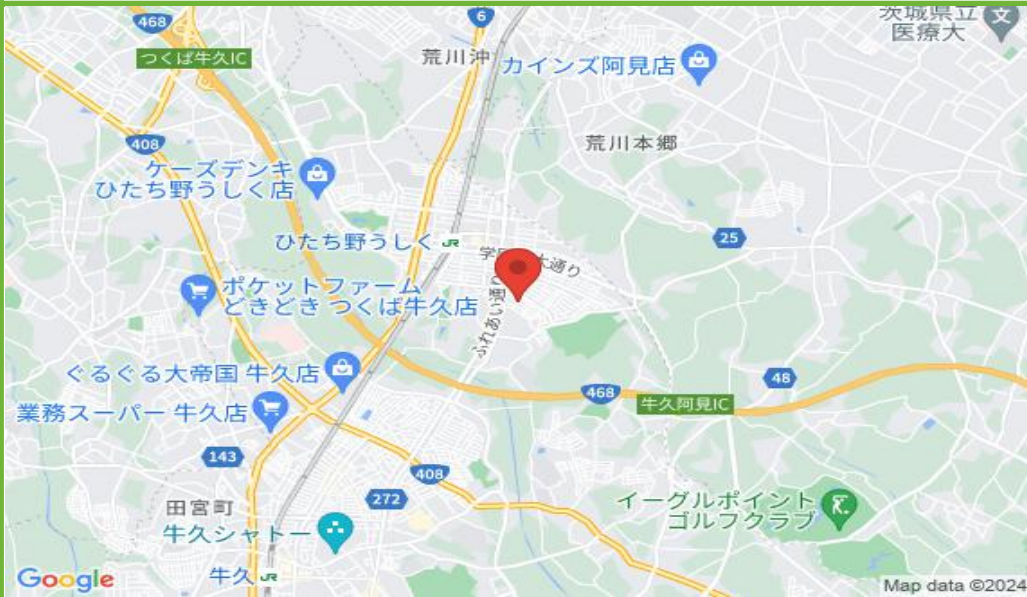 468
つくば牛久IC
6
荒川沖
茨城県立
医療大
文
カインズ阿見店
408
荒川本郷
ケーズデンキ
ひたち野うしく店
ひたち野うしく JR
25
大通り
ポケットファーム
どきどき つくば牛久店
ふれあい通り
ぐるぐる大帝国 牛久店
業務スーパー 牛久店
468
48
牛久阿見IC
143
408
272
田宮町
イーグルポイント
ゴルフクラブ
牛久シャトー
牛久 JR
Google
Map data ©2024